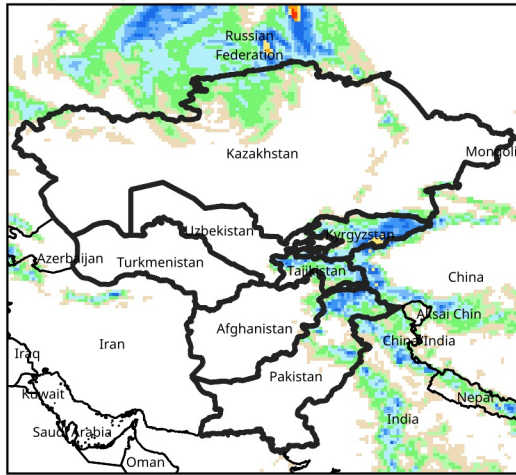 Russian
Federation
Kazakhstan
Mongoli
Uzbekistan
Kyrgyzstan
Azerbaijan
Turkmenistan
Tajikistan
China
Aksai Chin
Afghanistan
Iran
China/India
Iraq
Pakistan
Kuwait
Nepal
India
Saudi Arabia
Oman